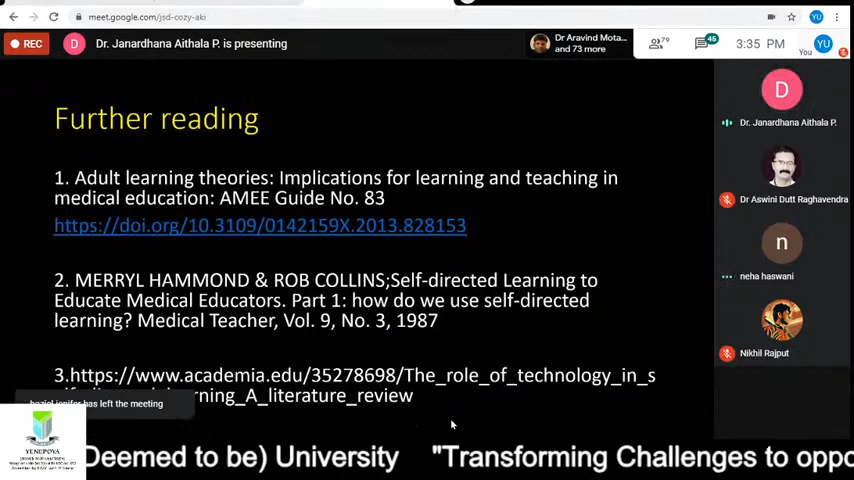 meet.google.com/jsd-cozy-aki
YU
REC
D
Dr. Janardhana Aithala P. is presenting
Dr Aravind Mota...
and 73 more
79
45
3:35 PM
You
YU
Further reading
1. Adult learning theories: Implications for learning and teaching in
medical education: AMEE Guide No. 83
https://doi.org/10.3109/0142159X.2013.828153
2. MERRYL HAMMOND & ROB COLLINS;Self-directed Learning to
Educate Medical Educators. Part 1: how do we use self-directed
learning? Medical Teacher, Vol. 9, No. 3, 1987
3.https://www.academia.edu/35278698/The_role_of_technology_in_s
rning_A_literature_review
has left the meeting
D
Dr. Janardhana Aithala P.
Dr Aswini Dutt Raghavendra
n
neha haswani
Nikhil Rajput
YENEPOYA
(Deemed to be) University "Transforming Challenges to oppo